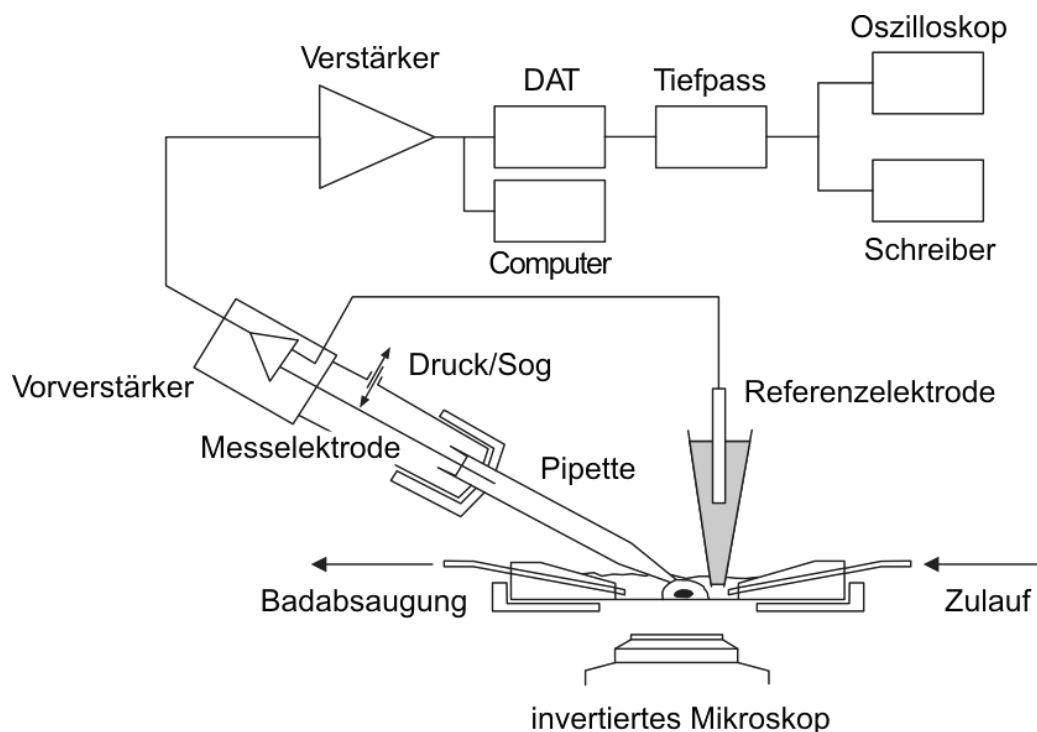 Oszilloskop
Verstärker
DAT
Tiefpass
Computer
Schreiber
Druck/Sog
Vorverstärker
Referenzelektrode
Messelektrode
Pipette
Badabsaugung
Zulauf
invertiertes Mikroskop